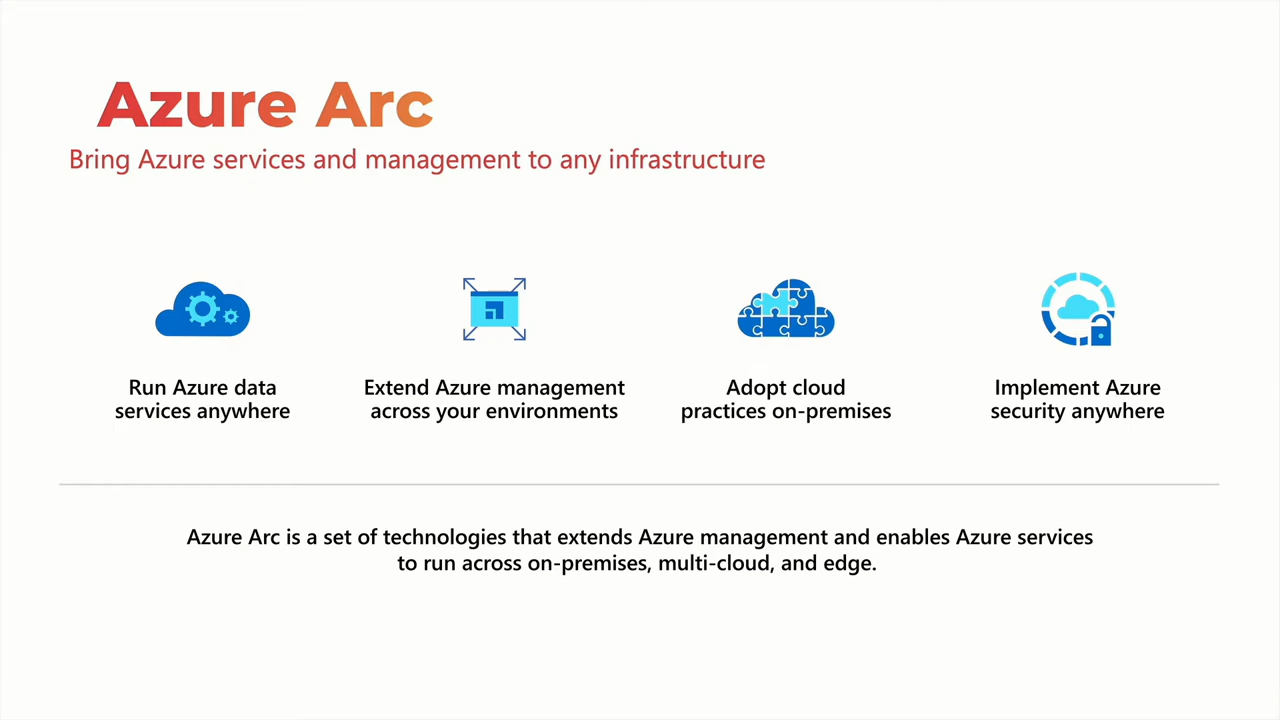 Azure Arc
Bring Azure services and management to any infrastructure
Run Azure data
services anywhere
Extend Azure management
across your environments
Adopt cloud
practices on-premises
Implement Azure
security anywhere
Azure Arc is a set of technologies that extends Azure management and enables Azure services
to run across on-premises, multi-cloud, and edge.